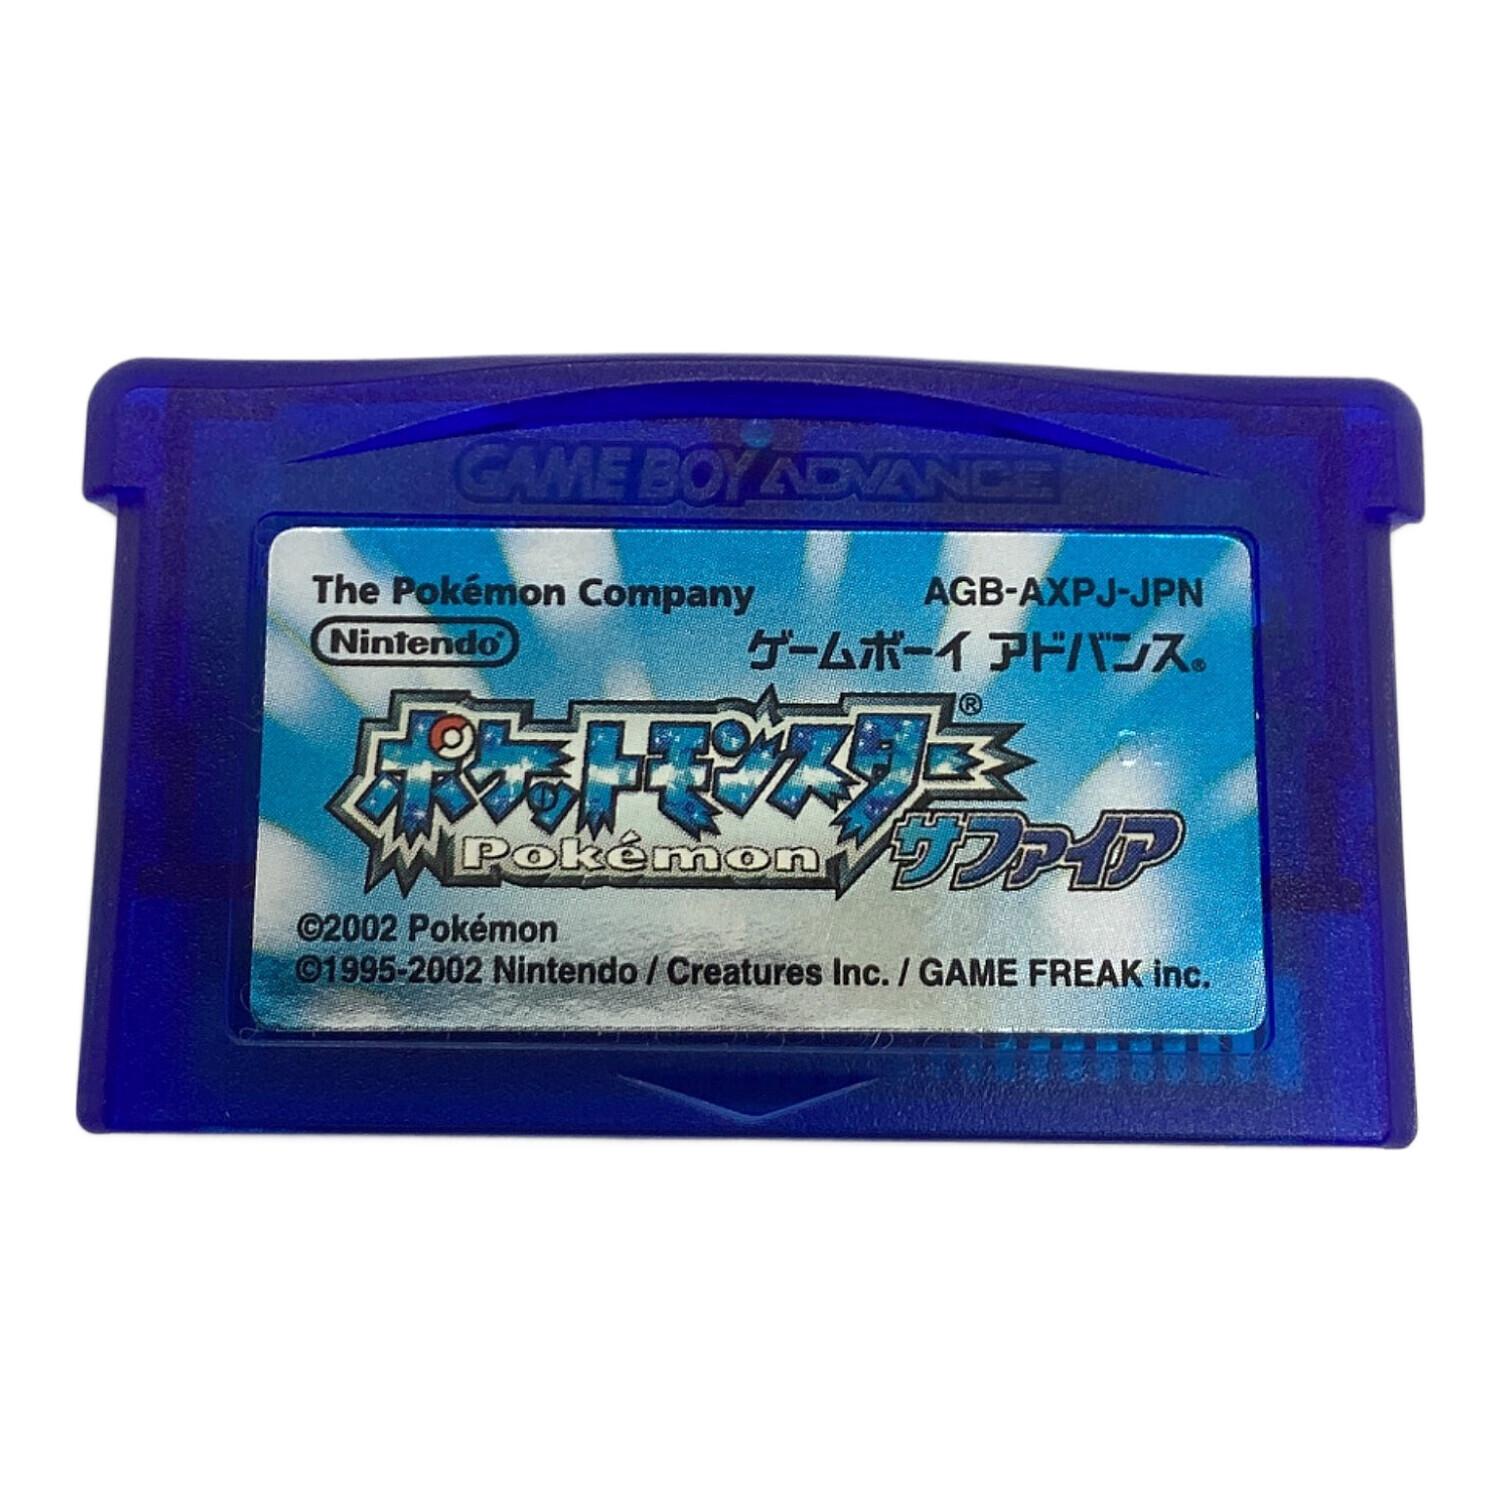 GAME BOY ADVANCE
The Pokémon Company AGB-AXPJ-JPN
Nintendo® ゲームボーイ アドバンス®
ポケットモンスター®
Pokémon サファイア
©2002 Pokémon
©1995-2002 Nintendo / Creatures Inc. / GAME FREAK inc.